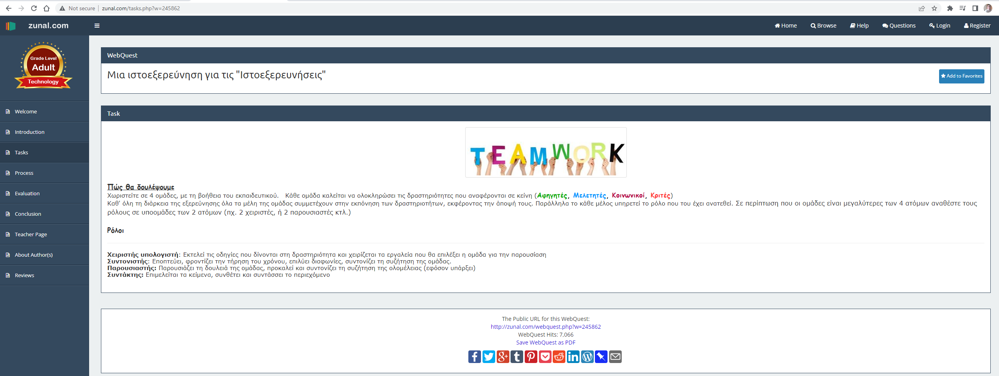 Not secure
zunal.com/tasks.php?w=245862
zunal.com
Home
Browse
Help
Questions
Login
Register
Grade Level
Adult
Technology
Welcome
Introduction
Tasks
Process
Evaluation
Conclusion
Teacher Page
About Author(s)
Reviews
WebQuest
Μια ιστοεξερεύνηση για τις "Ιστοεξερευνήσεις"
Add to Favorites
Task
TEAMWORK
Πώς θα δουλέψουμε
Χωριστείτε σε 4 ομάδες, με τη βοήθεια του εκπαιδευτικού. Κάθε ομάδα καλείται να ολοκληρώσει τις δραστηριότητες που αναφέρονται σε κείνη (Αφηγητές, Μελετητές, Κοινωνικοί, Κριτές)
Καθ' όλη τη διάρκεια της εξερεύνησης όλα τα μέλη της ομάδας συμμετέχουν στην εκπόνηση των δραστηριοτήτων, εκφέροντας την άποψή τους. Παράλληλα το κάθε μέλος υπηρετεί το ρόλο που του έχει ανατεθεί. Σε περίπτωση που οι ομάδες είναι μεγαλύτερες των 4 ατόμων αναθέστε τους
ρόλους σε υποομάδες των 2 ατόμων (πχ. 2 χειριστές, ή 2 παρουσιαστές κτλ.)
Ρόλοι
Χειριστής υπολογιστή: Εκτελεί τις οδηγίες που δίνονται στη δραστηριότητα και χειρίζεται τα εργαλεία που θα επιλέξει η ομάδα για την παρουσίαση
Συντονιστής: Εποπτεύει, φροντίζει την τήρηση του χρόνου, επιλύει διαφωνίες, συντονίζει τη συζήτηση της ομάδας.
Παρουσιαστής: Παρουσιάζει τη δουλειά της ομάδας, προκαλεί και συντονίζει τη συζήτηση της ολομέλειας (εφόσον υπάρξει)
Συντάκτης: Επιμελείται τα κείμενα, συνθέτει και συντάσσει το περιεχόμενο
The Public URL for this WebQuest:
http://zunal.com/webquest.php?w=245862
WebQuest Hits: 7,066
Save WebQuest as PDF